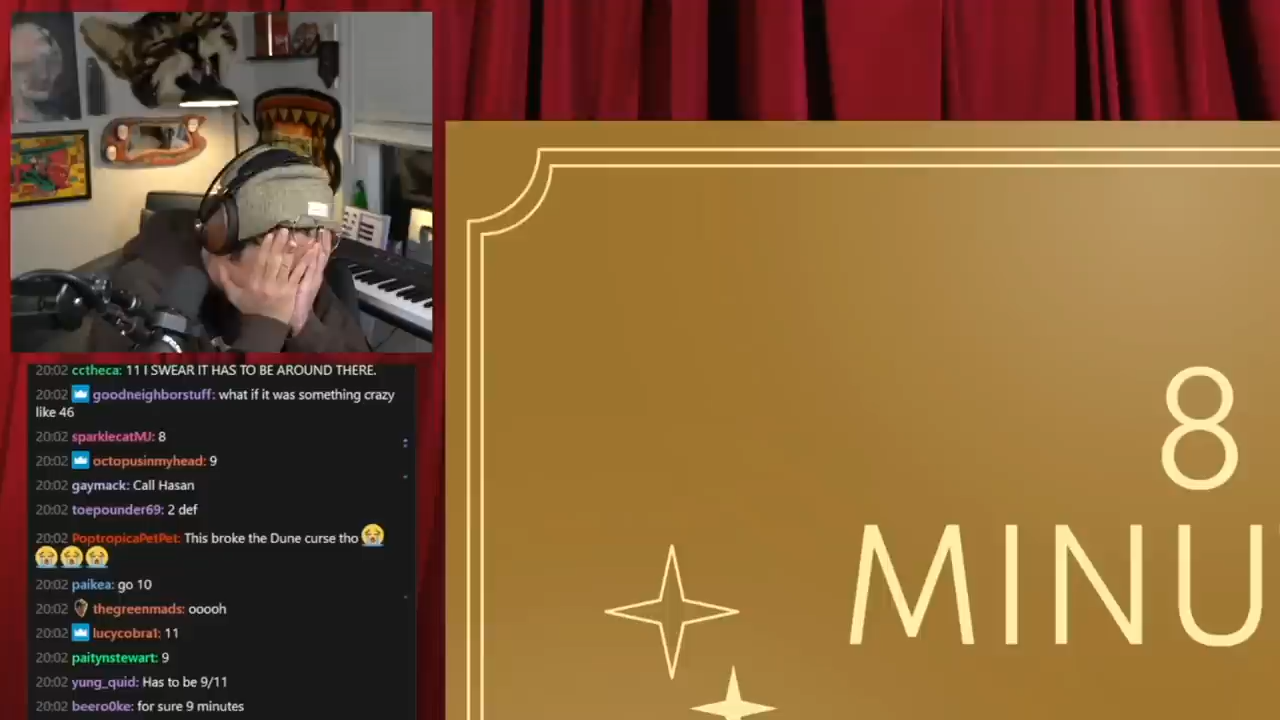 20:02 cctheca: 11 I SWEAR IT HAS TO BE AROUND THERE.
20:02 goodneighborstuff: what if it was something crazy
like 46
20:02 sparklecatMJ: 8
20:02 octopusinmyhead: 9
20:02 gaymack: Call Hasan
20:02 toepounder69: 2 def
20:02 PoptropicaPetPet: This broke the Dune curse tho 😭
😭😭😭
20:02 paikea: go 10
20:02 thegreenmads: ooooh
20:02 lucycobra1: 11
20:02 paitynstewart: 9
20:02 yung_quid: Has to be 9/11
20:02 beero0ke: for sure 9 minutes
8
MINU